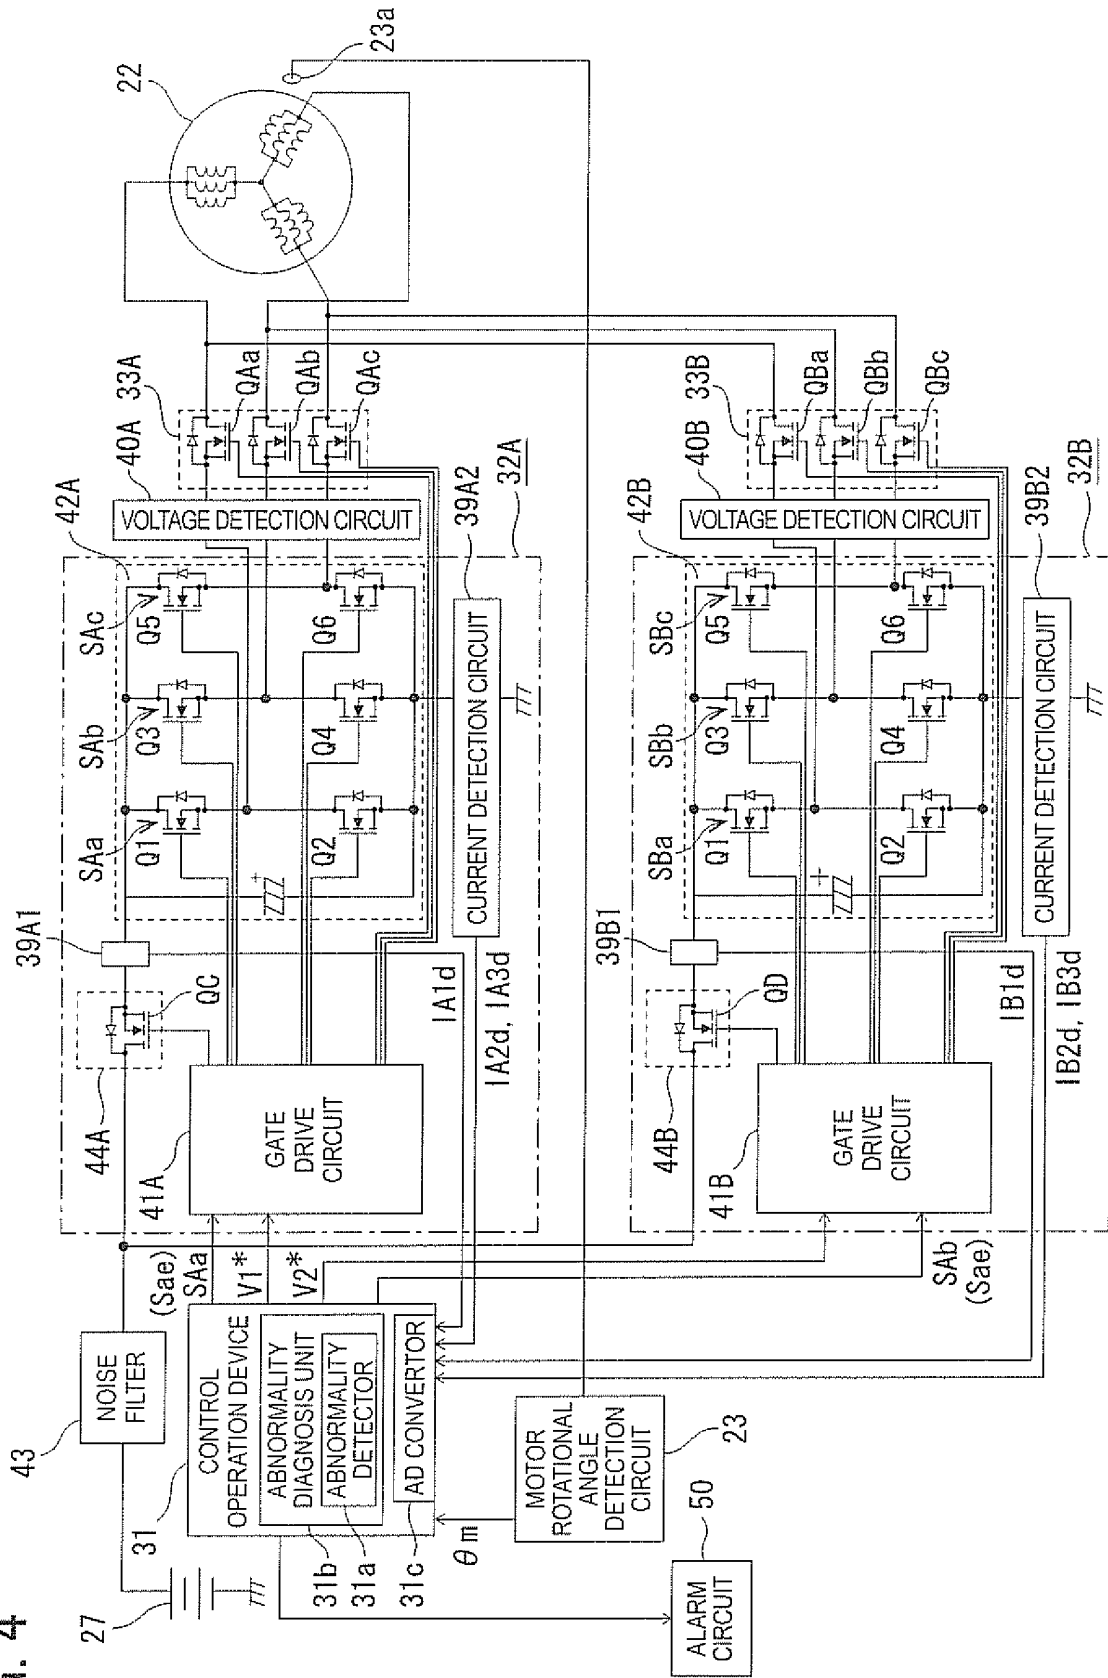 FIG. 4
22
23a
33A
QAa
QAb
QAc
40A
VOLTAGE DETECTION CIRCUIT
42A
32A
39A2
SAc
Q5
Q6
SAb
Q3
Q4
SAa
Q1
Q2
+
CURRENT DETECTION CIRCUIT
39A1
QC
44A
IA1d
IA2d, IA3d
41A
GATE
DRIVE
CIRCUIT
33B
QBa
QBb
QBc
40B
VOLTAGE DETECTION CIRCUIT
42B
32B
39B2
SBc
Q5
Q6
SBb
Q3
Q4
SBa
Q1
Q2
+
CURRENT DETECTION CIRCUIT
39B1
QD
44B
IB1d
IB2d, IB3d
41B
GATE
DRIVE
CIRCUIT
(Sae)
SAa
V1*
V2*
SAb
(Sae)
43
NOISE
FILTER
31
CONTROL
OPERATION DEVICE
ABNORMALITY
DIAGNOSIS UNIT
ABNORMALITY
DETECTOR
AD CONVERTOR
31b
31a
31c
θm
MOTOR
ROTATIONAL
ANGLE
DETECTION
CIRCUIT
23
27
50
ALARM
CIRCUIT